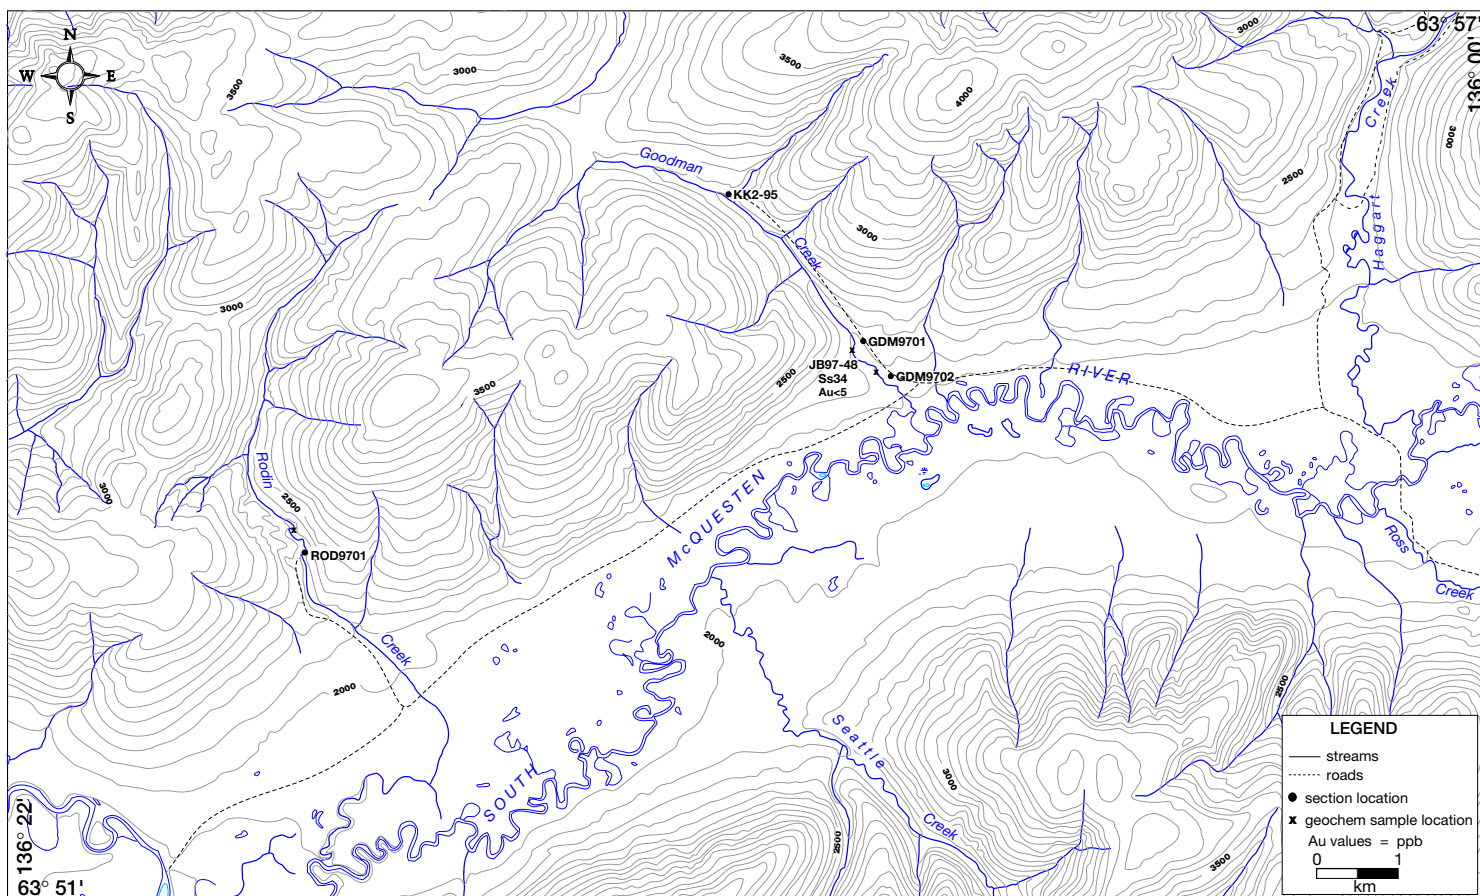 63° 57'
136° 00'
N
W E
S
3000
3500
3000
3500
4000
Creek
3000
2500
Haggart
Goodman
KK2-95
Creek
3000
3000
GDM9701
JB97-48
Ss34
Au<5
GDM9702
2500
RIVER
3500
Rodin
3000
2500
ROD9701
McQUESTEN
Ross
Creek
Creek
2000
2000
2500
Seattle
SOUTH
3000
Creek
2500
3500
136° 22'
63° 51'
LEGEND
streams
roads
section location
x geochem sample location
Au values = ppb
0 1
km